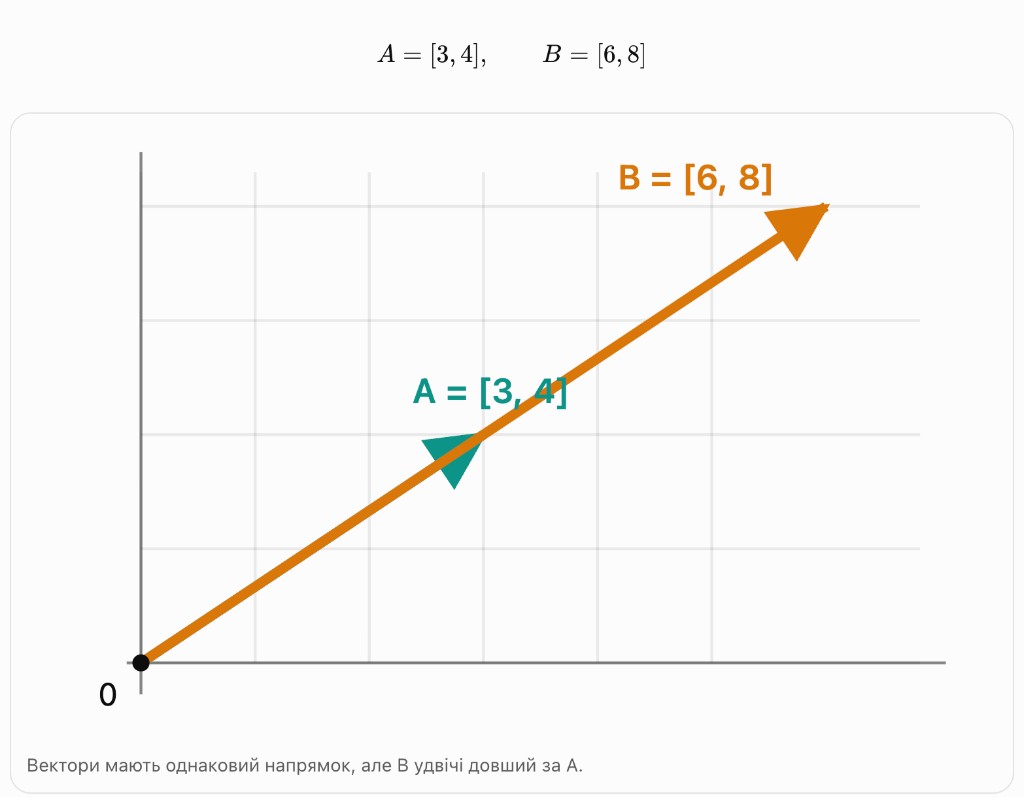 A = [3, 4], B = [6, 8]
B = [6, 8]
A = [3, 4]
0
Вектори мають однаковий напрямок, але B удвічі довший за A.